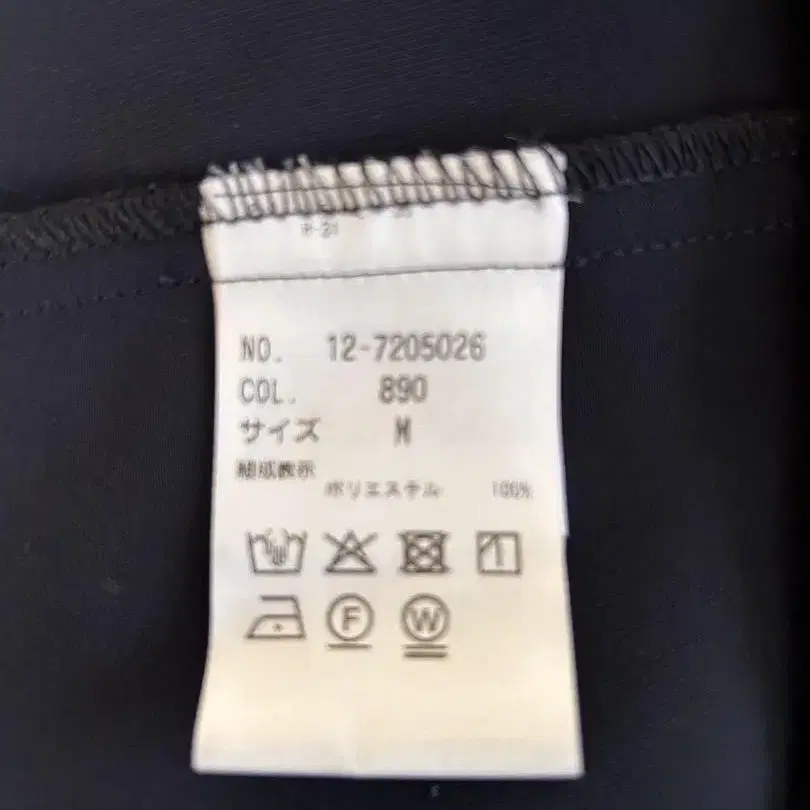 NO. 12-7205026
COL. 890
サイズ M
組成表示
ポリエステル 100%
F W